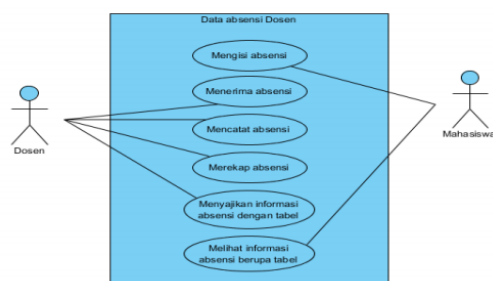 Data absensi Dosen
Mengisi absensi
Menerima absensi
Mencatat absensi
Merekap absensi
Menyajikan informasi
absensi dengan tabel
Melihat informasi
absensi berupa tabel
Dosen
Mahasiswa